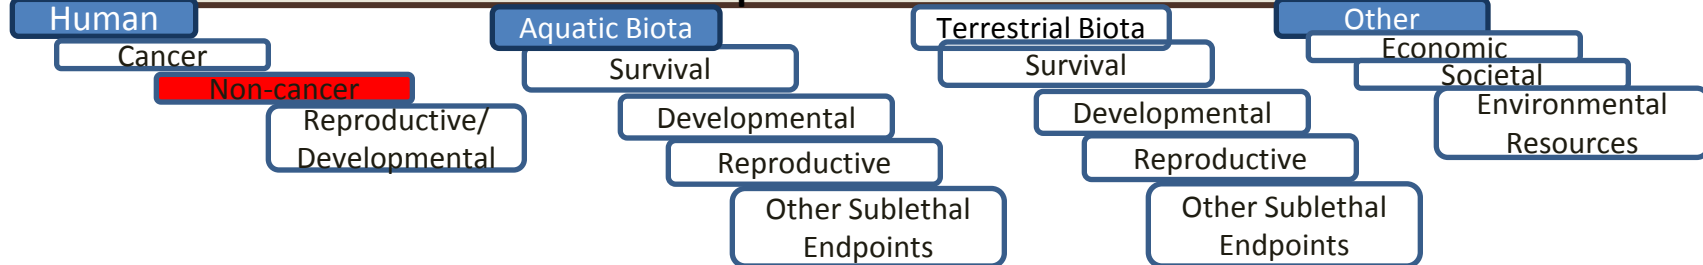 Human
Cancer
Non-cancer
Reproductive/
Developmental
Aquatic Biota
Survival
Developmental
Reproductive
Other Sublethal
Endpoints
Terrestrial Biota
Survival
Developmental
Reproductive
Other Sublethal
Endpoints
Other
Economic
Societal
Environmental
Resources